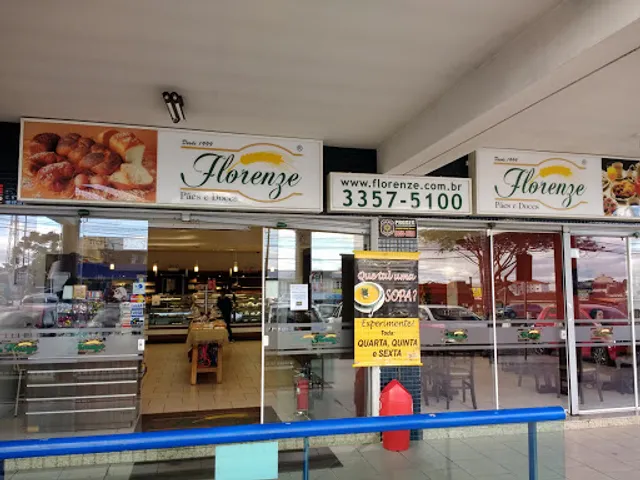 Desde 1999
Florenze
Pães e Doces
www.florenze.com.br
3357-5100
Desde 1999
Florenze
Pães e Doces
Que tal uma
SOPA?
Experimente!
Toda
QUARTA, QUINTA
e SEXTA